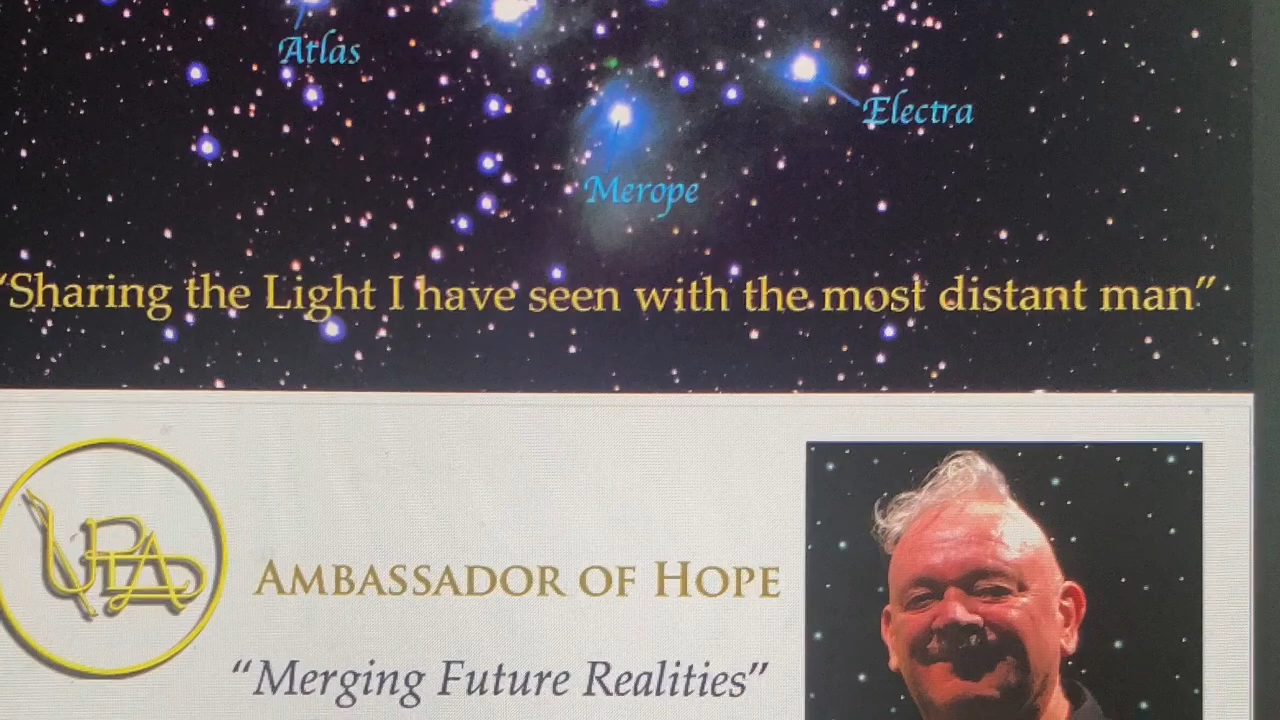 Atlas
Electra
Merope
“Sharing the Light I have seen with the most distant man”
UPA
AMBASSADOR OF HOPE
“Merging Future Realities”